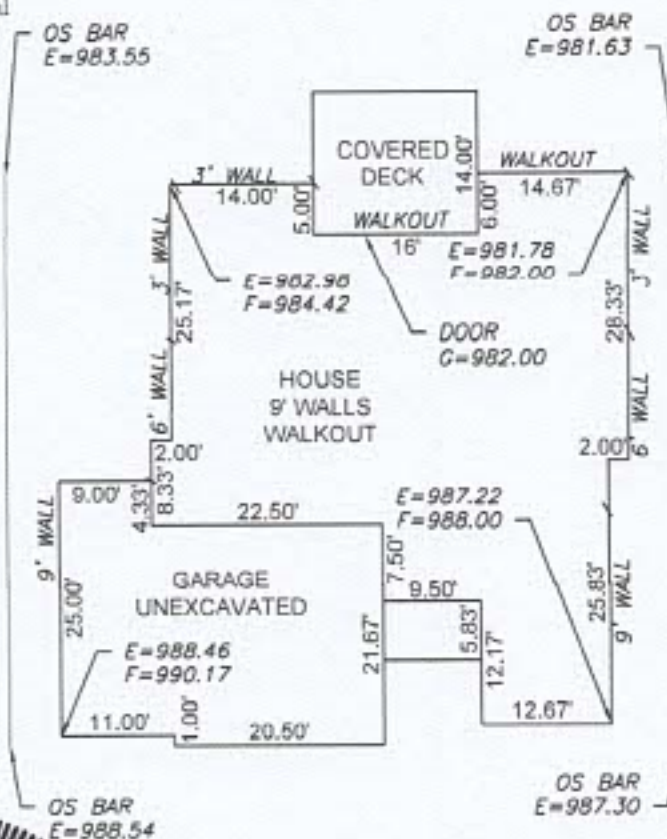 OS BAR
E=983.55
OS BAR
E=981.63
COVERED
DECK
14.00'
WALKOUT
14.67'
3' WALL
14.00'
5.00'
WALKOUT
16'
6.00'
E=981.78
F=982.00
3' WALL
25.17'
E=982.98
F=984.42
3' WALL
28.33'
DOOR
G=982.00
HOUSE
9' WALLS
WALKOUT
6' WALL
6' WALL
2.00'
2.00'
9.00'
4.33'
8.33'
22.50'
E=987.22
F=988.00
9' WALL
25.00'
GARAGE
UNEXCAVATED
7.50'
9.50'
25.83'
9' WALL
21.67'
5.83'
12.17'
E=988.46
F=990.17
11.00'
1.00'
20.50'
12.67'
OS BAR
E=987.30
OS BAR
E=988.54